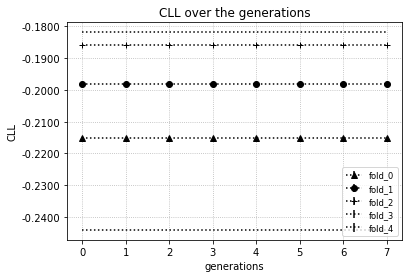 CLL over the generations
-0.1800
-0.1900
-0.2000
-0.2100
-0.2200
-0.2300
-0.2400
CLL
fold_0
fold_1
fold_2
fold_3
fold_4
0 1 2 3 4 5 6 7
generations